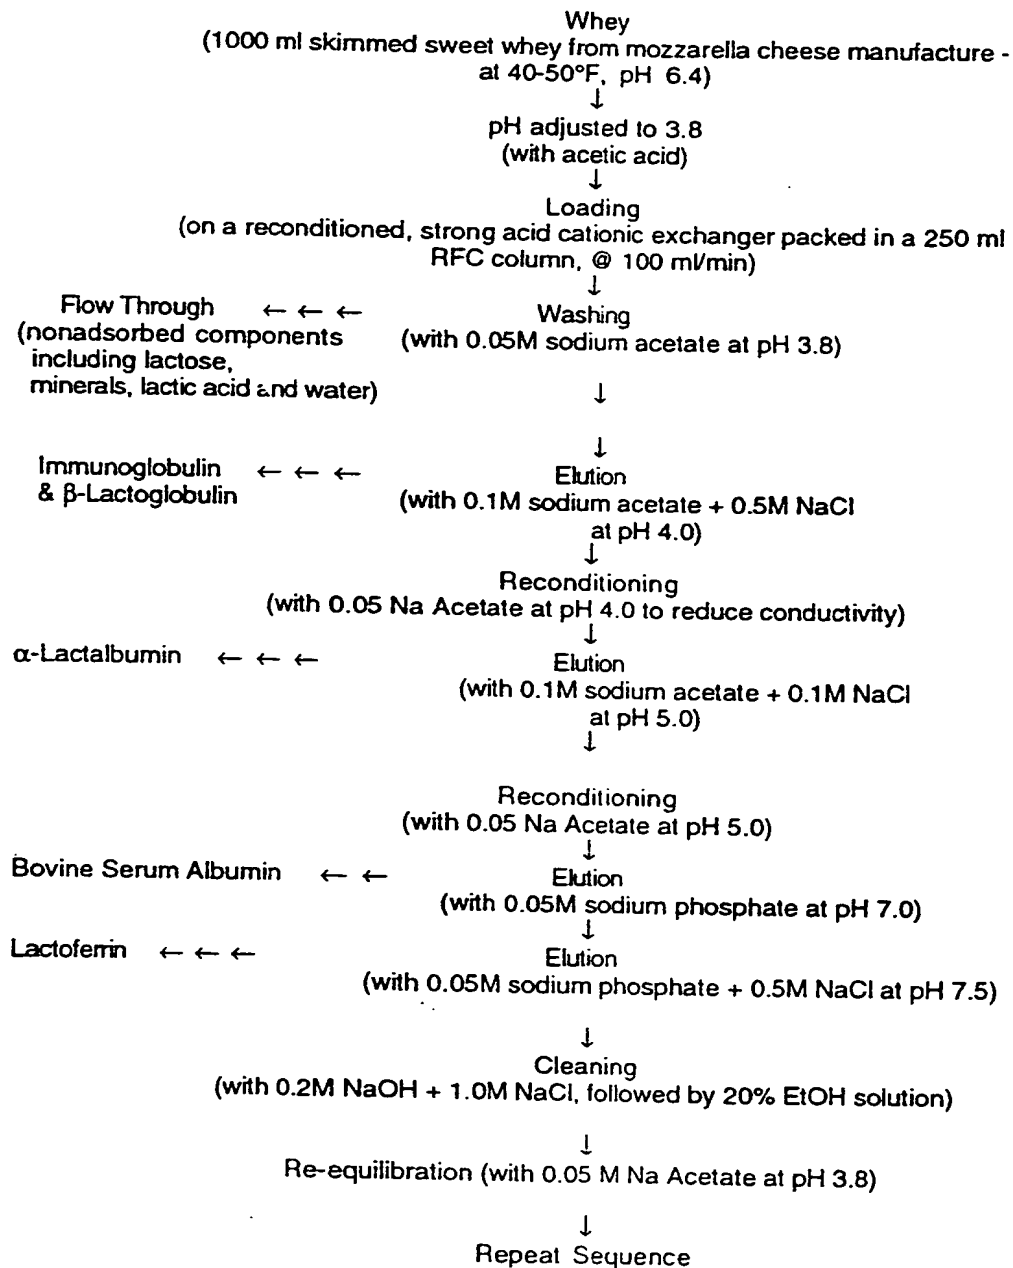 Whey
(1000 ml skimmed sweet whey from mozzarella cheese manufacture -
at 40-50°F, pH 6.4)
↓
pH adjusted to 3.8
(with acetic acid)
↓
Loading
(on a reconditioned, strong acid cationic exchanger packed in a 250 ml
RFC column, @ 100 ml/min)
↓
Flow Through ← ← ← Washing
(nonadsorbed components (with 0.05M sodium acetate at pH 3.8)
including lactose,
minerals, lactic acid and water) ↓
↓
Immunoglobulin ← ← ← Elution
& β-Lactoglobulin (with 0.1M sodium acetate + 0.5M NaCl
at pH 4.0)
↓
Reconditioning
(with 0.05 Na Acetate at pH 4.0 to reduce conductivity)
↓
α-Lactalbumin ← ← ← Elution
(with 0.1M sodium acetate + 0.1M NaCl
at pH 5.0)
↓
Reconditioning
(with 0.05 Na Acetate at pH 5.0)
↓
Bovine Serum Albumin ← ← Elution
(with 0.05M sodium phosphate at pH 7.0)
↓
Lactoferrin ← ← ← Elution
(with 0.05M sodium phosphate + 0.5M NaCl at pH 7.5)
↓
Cleaning
(with 0.2M NaOH + 1.0M NaCl, followed by 20% EtOH solution)
↓
Re-equilibration (with 0.05 M Na Acetate at pH 3.8)
↓
Repeat Sequence